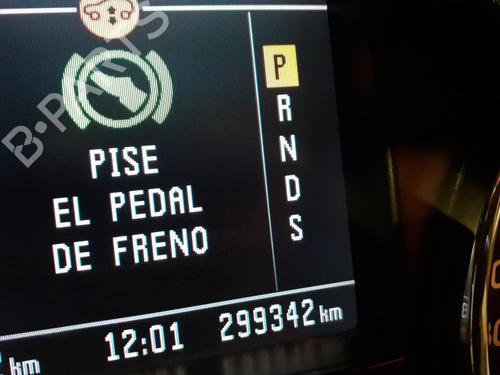 B-PARTS
P
R
N
D
S
PISE
EL PEDAL
DE FRENO
km
12:01
299342 km